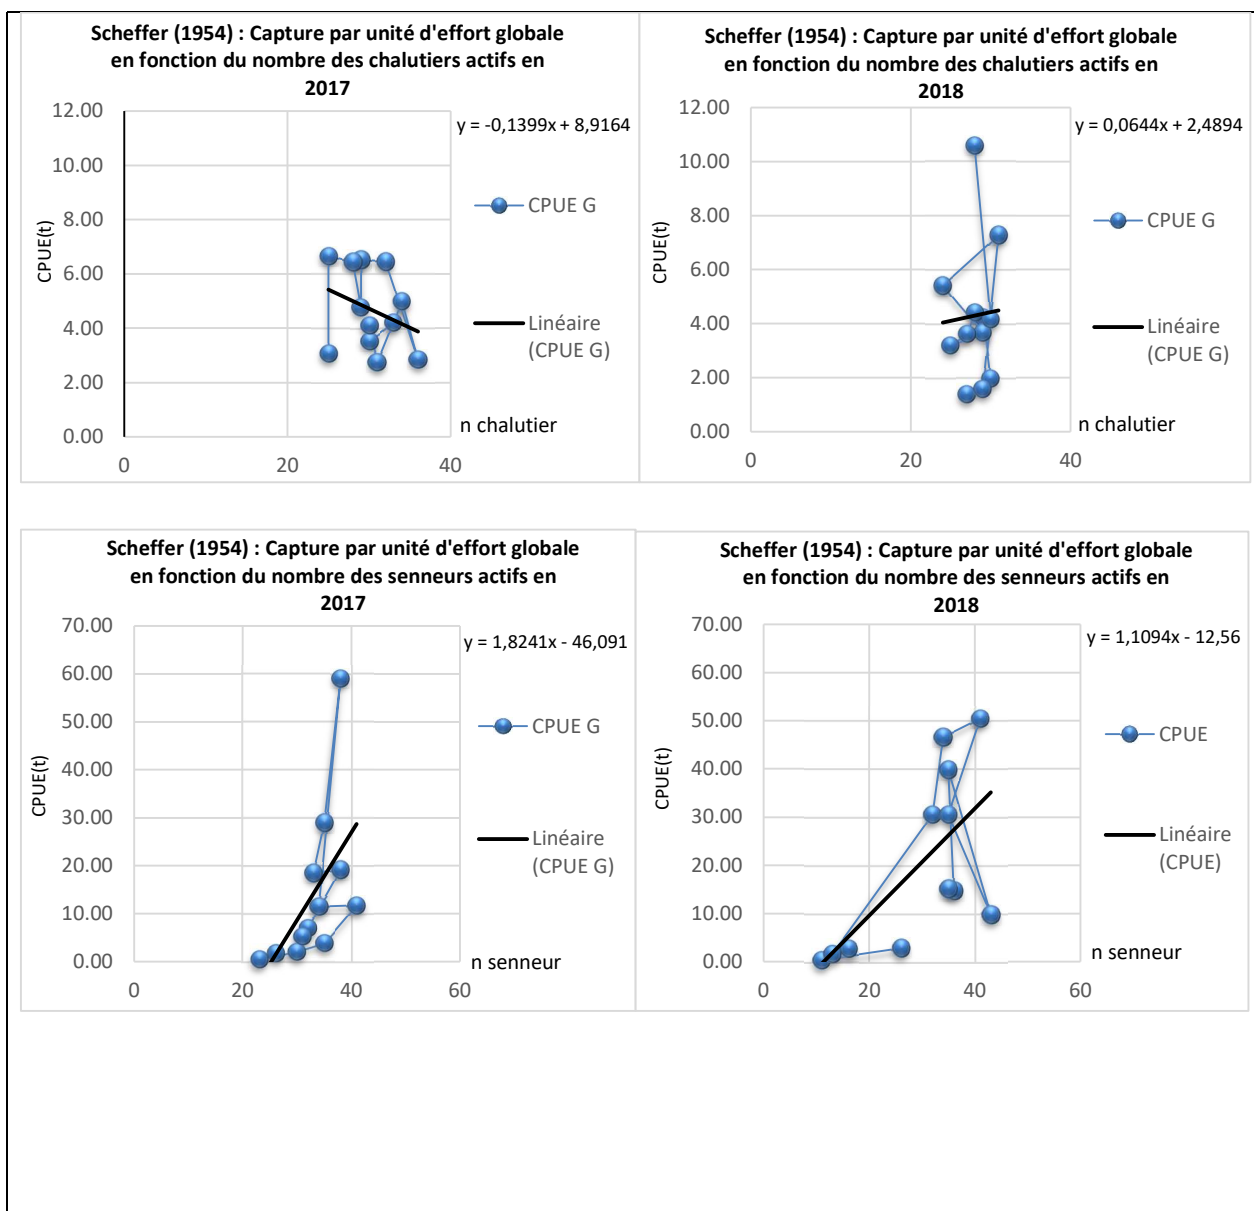 Scheffer (1954) : Capture par unité d'effort globale
en fonction du nombre des chalutiers actifs en
2017
y = -0,1399x + 8,9164
12.00
10.00
8.00
6.00
4.00
2.00
0.00
CPUE(t)
0
20
40
n chalutier
CPUE G
Linéaire
(CPUE G)
Scheffer (1954) : Capture par unité d'effort globale
en fonction du nombre des chalutiers actifs en
2018
y = 0,0644x + 2,4894
12.00
10.00
8.00
6.00
4.00
2.00
0.00
CPUE(t)
0
20
40
n chalutier
CPUE G
Linéaire
(CPUE G)
Scheffer (1954) : Capture par unité d'effort globale
en fonction du nombre des senneurs actifs en
2017
y = 1,8241x - 46,091
70.00
60.00
50.00
40.00
30.00
20.00
10.00
0.00
CPUE(t)
0
20
40
60
n senneur
CPUE G
Linéaire
(CPUE G)
Scheffer (1954) : Capture par unité d'effort globale
en fonction du nombre des senneurs actifs en
2018
y = 1,1094x - 12,56
70.00
60.00
50.00
40.00
30.00
20.00
10.00
0.00
CPUE(t)
0
20
40
60
n senneur
CPUE
Linéaire
(CPUE)